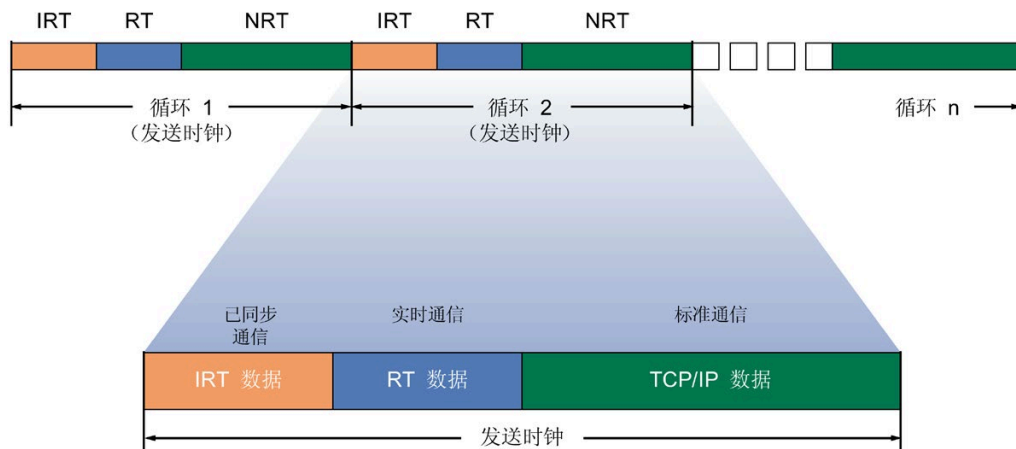 IRT RT NRT IRT RT NRT
循环 1 循环 2 循环 n
（发送时钟） （发送时钟）
已同步 实时通信 标准通信
通信
IRT 数据 RT 数据 TCP/IP 数据
发送时钟